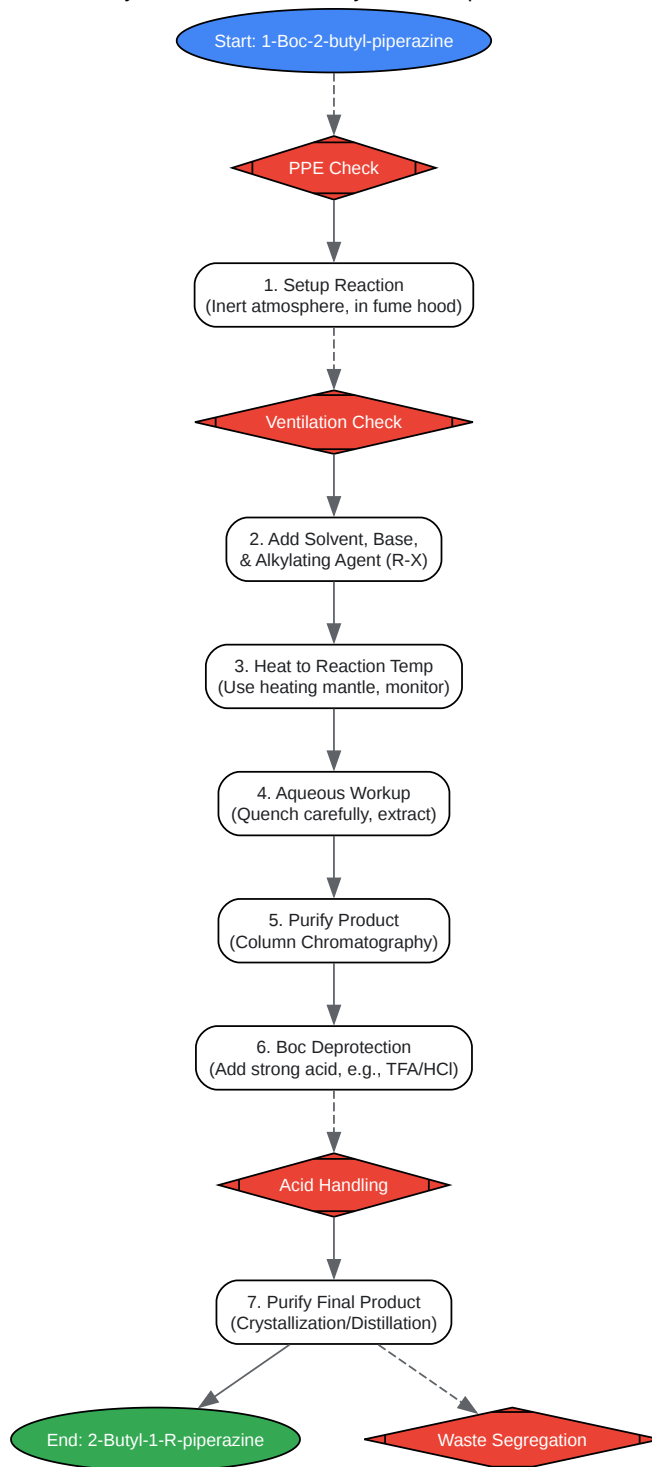 Start: 1-Boc-2-butyl-piperazine
PPE Check
1. Setup Reaction
(Inert atmosphere, in fume hood)
Ventilation Check
2. Add Solvent, Base,
& Alkylating Agent (R-X)
3. Heat to Reaction Temp
(Use heating mantle, monitor)
4. Aqueous Workup
(Quench carefully, extract)
5. Purify Product
(Column Chromatography)
6. Boc Deprotection
(Add strong acid, e.g., TFA/HCl)
Acid Handling
7. Purify Final Product
(Crystallization/Distillation)
End: 2-Butyl-1-R-piperazine
Waste Segregation